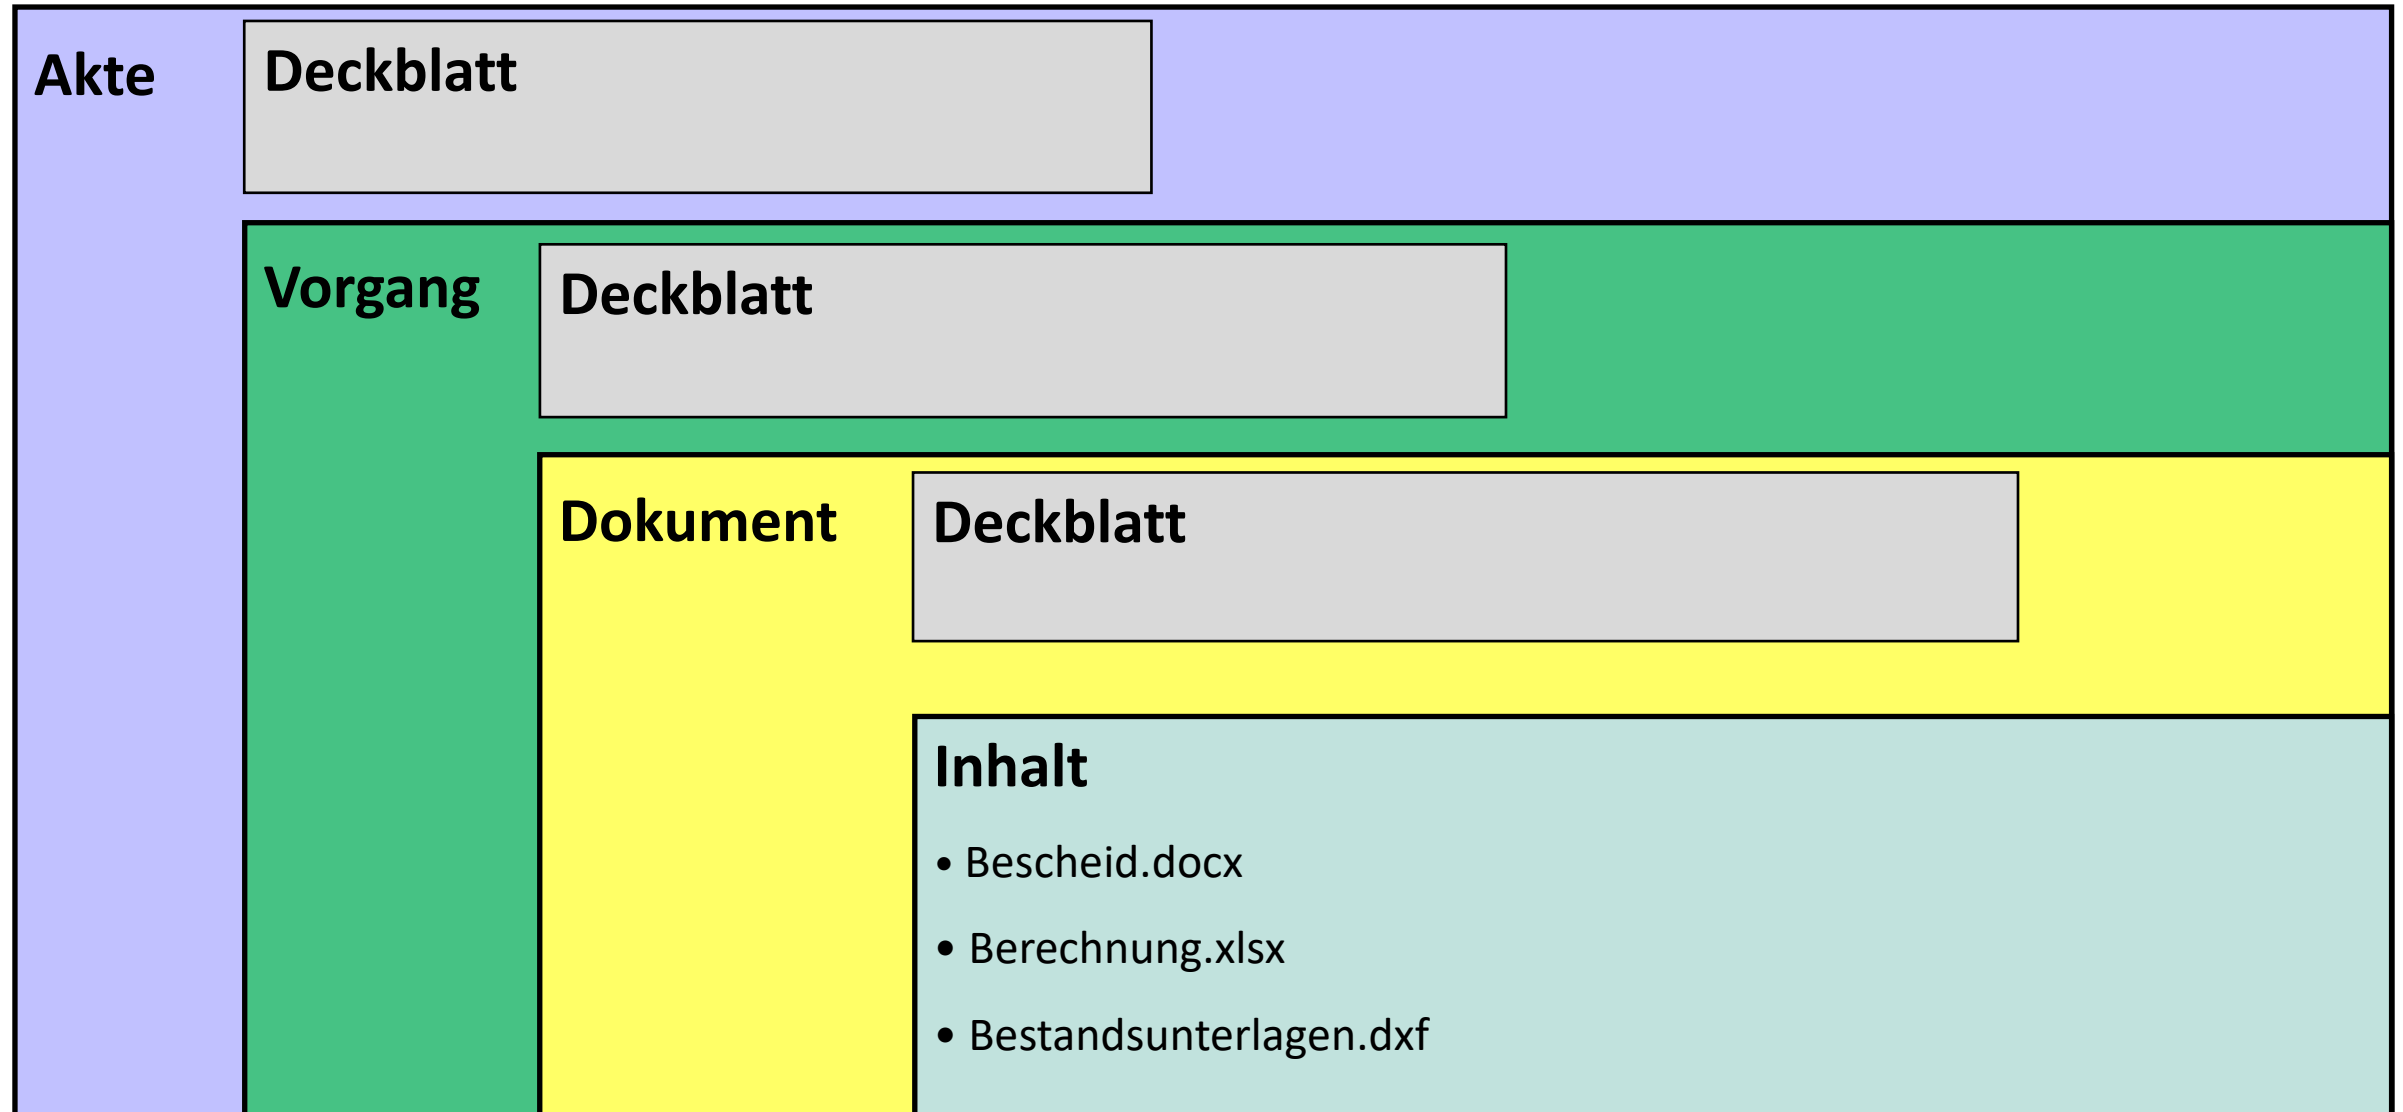 Akte
Deckblatt
Vorgang
Deckblatt
Dokument
Deckblatt
Inhalt
• Bescheid.docx
• Berechnung.xlsx
• Bestandsunterlagen.dxf